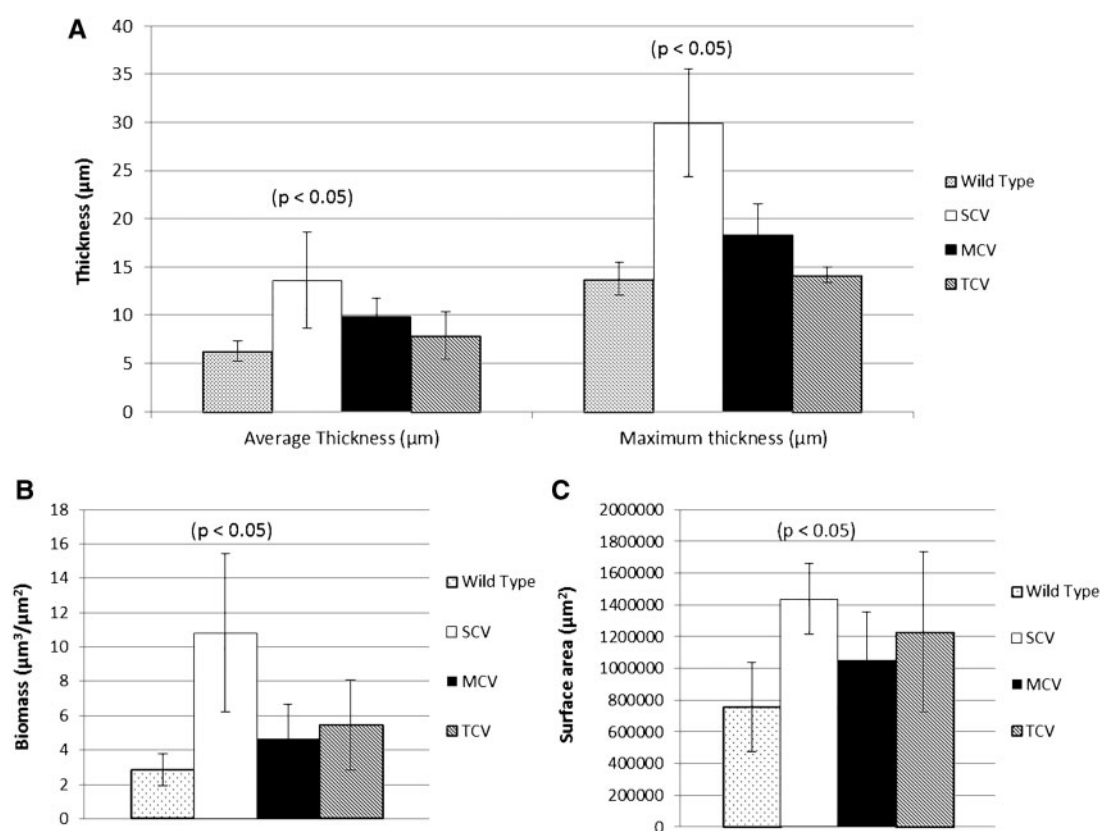 A
40
35
30
25
20
15
10
5
0
Thickness (μm)
(p < 0.05)
(p < 0.05)
Average Thickness (μm)
Maximum thickness (μm)
Wild Type
SCV
MCV
TCV
B
18
16
14
12
10
8
6
4
2
0
Biomass (μm³/μm²)
(p < 0.05)
Wild Type
SCV
MCV
TCV
C
2000000
1800000
1600000
1400000
1200000
1000000
800000
600000
400000
200000
0
Surface area (μm²)
(p < 0.05)
Wild Type
SCV
MCV
TCV